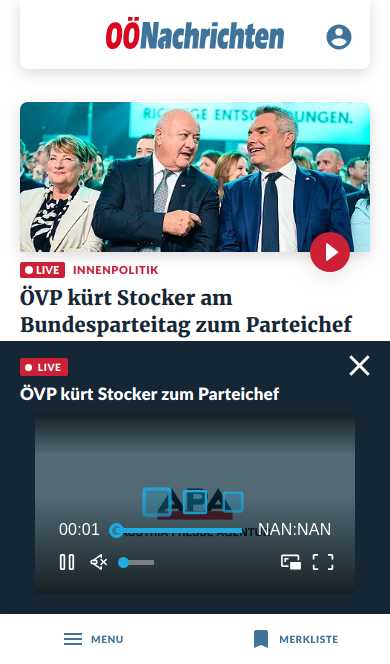 OÖNachrichten
RICHTIGE ENTSCHEIDUNGEN.
LIVE INNENPOLITIK
ÖVP kürt Stocker am
Bundesparteitag zum Parteichef
LIVE
ÖVP kürt Stocker zum Parteichef
APA
00:01 NAN:NAN
AUSTRIA PRESSE AGENTUR
MENU MERKLISTE